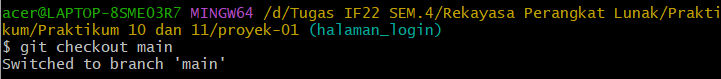 acer@LAPTOP-8SME03R7 MINGW64 /d/Tugas IF22 SEM.4/Rekayasa Perangkat Lunak/Prakti
kum/Praktikum 10 dan 11/proyek-01 (halaman_login)
$ git checkout main
Switched to branch 'main'